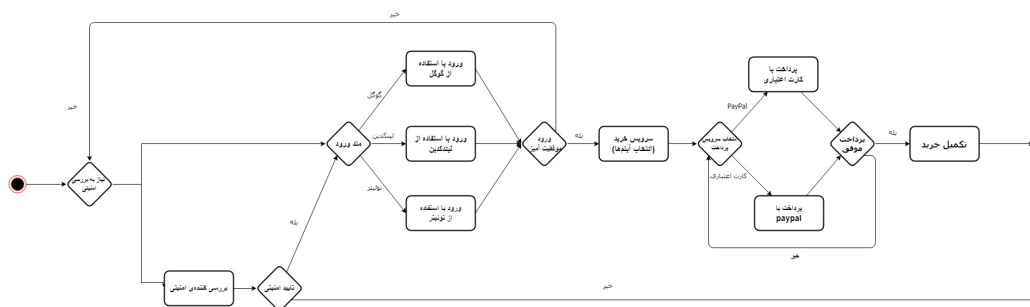 خیر
خیر
نیاز به بررسی
امنیتی
بررسی کننده‌ی امنیتی
تایید امنیتی
بله
خیر
متد ورود
گوگل
لینکدین
توئیتر
ورود با استفاده
از گوگل
ورود با استفاده از
لینکدین
ورود با استفاده
از توئیتر
ورود
موفقیت آمیز
بله
سرویس خرید
(انتخاب آیتم‌ها)
انتخاب سرویس
پرداخت
PayPal
کارت اعتباری
پرداخت با
کارت اعتباری
پرداخت با
paypal
پرداخت
موفق
خیر
بله
تکمیل خرید